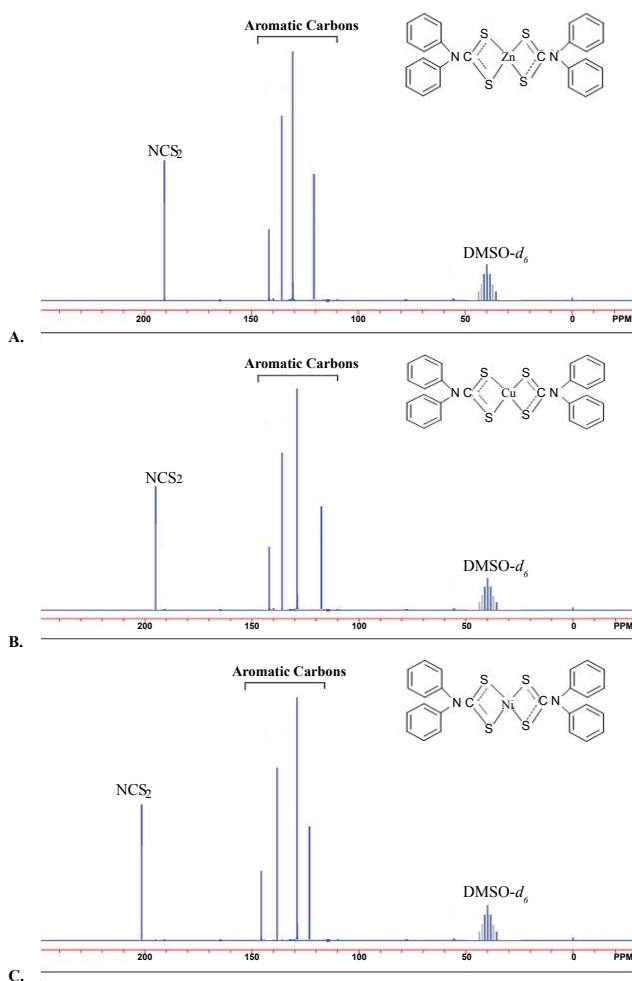 Aromatic Carbons
N C S S Zn S S C N
NCS2
DMSO-d6
200 150 100 50 0 PPM
A.
Aromatic Carbons
N C S S Cu S S C N
NCS2
DMSO-d6
200 150 100 50 0 PPM
B.
Aromatic Carbons
N C S S Ni S S C N
NCS2
DMSO-d6
200 150 100 50 0 PPM
C.